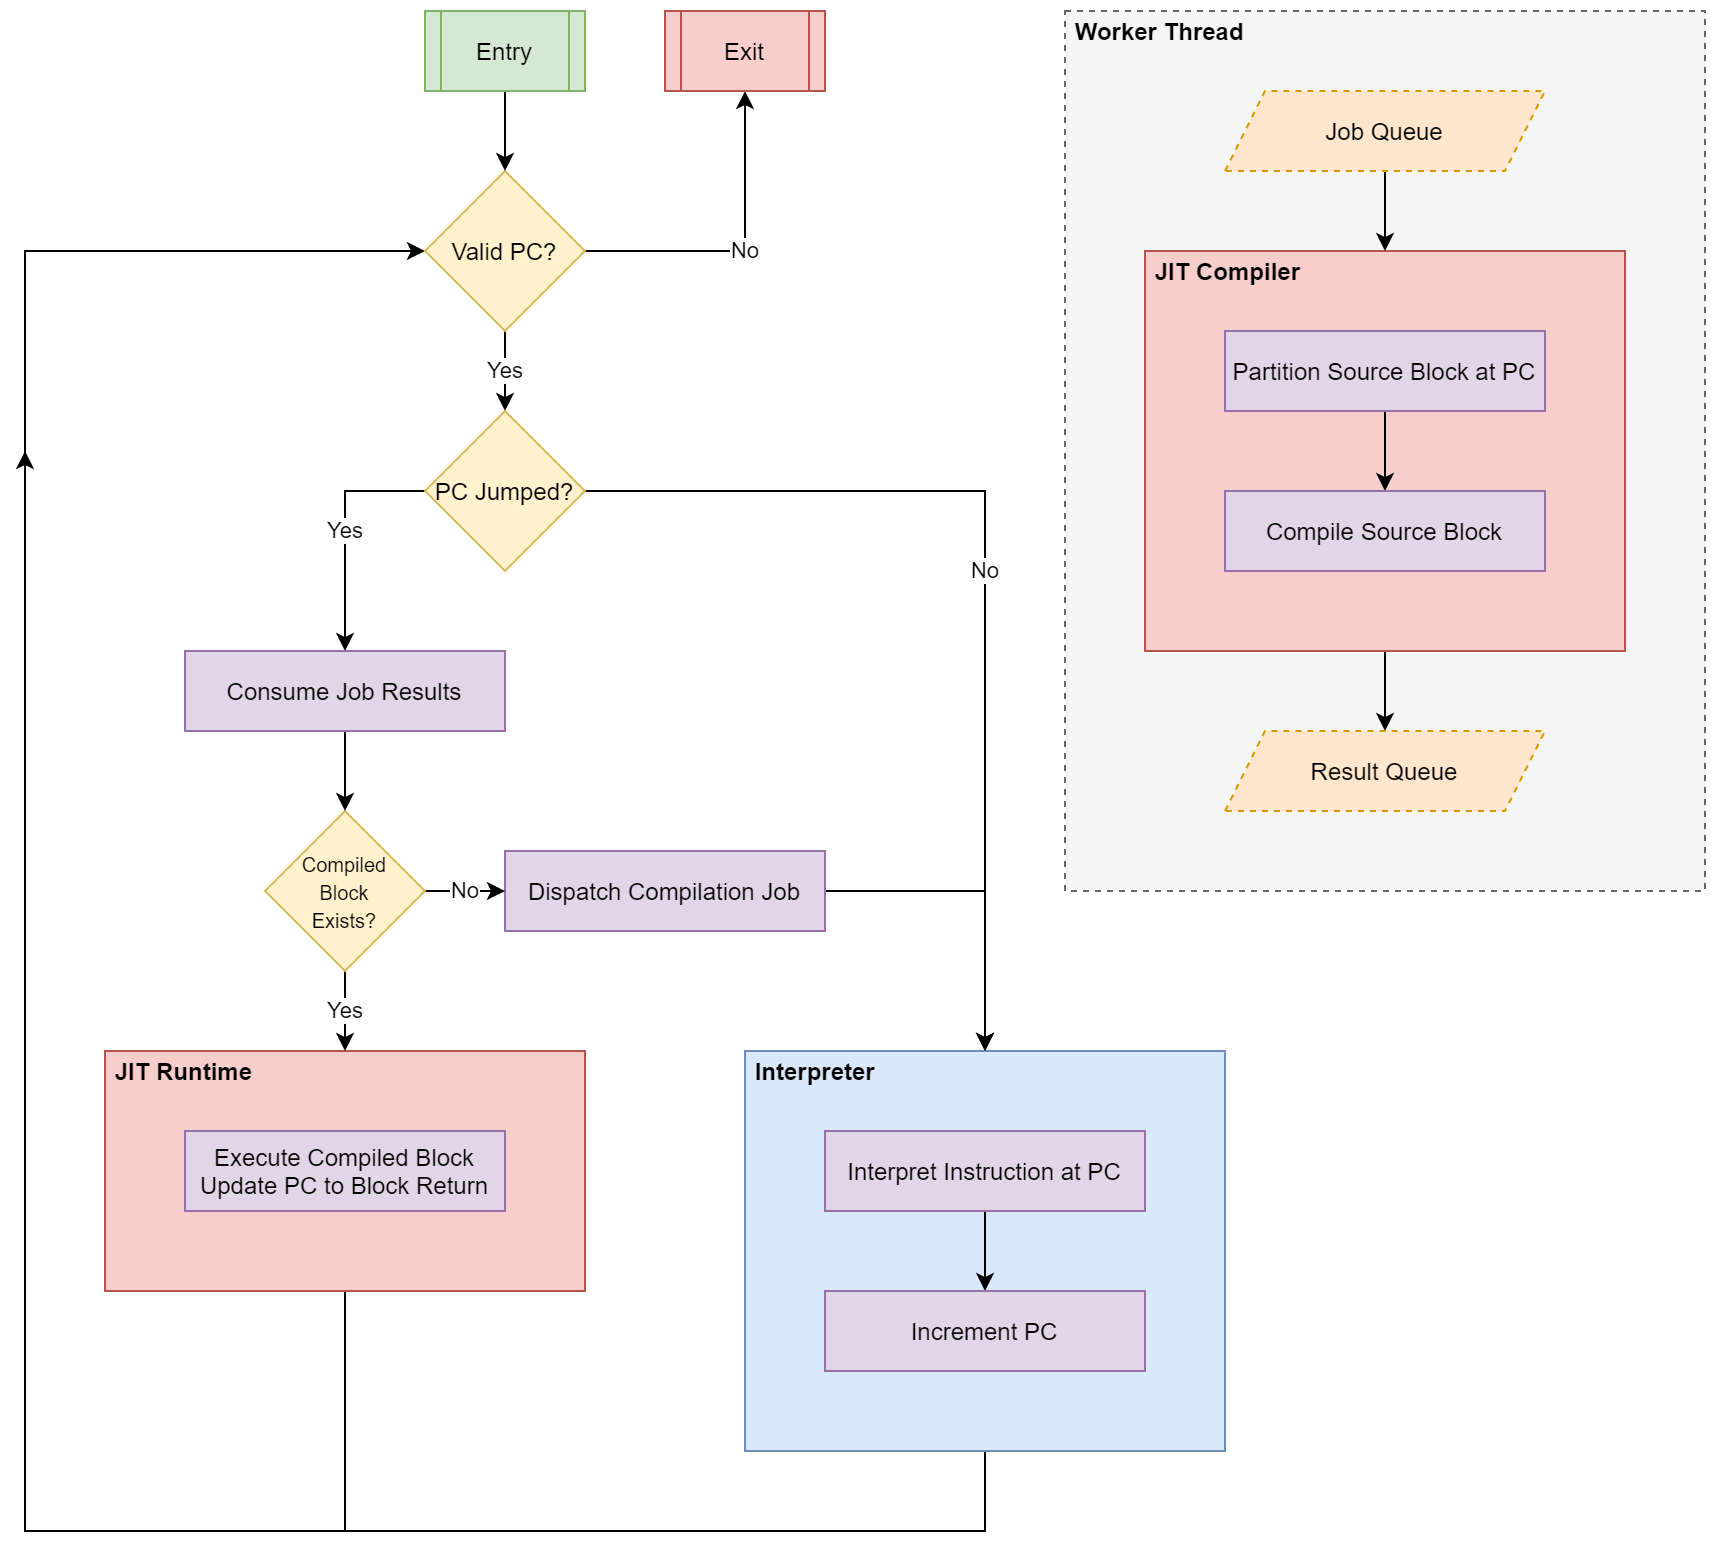 Entry
Exit
Valid PC?
No
Yes
PC Jumped?
Yes
No
Consume Job Results
Compiled
Block
Exists?
No
Dispatch Compilation Job
Yes
JIT Runtime
Execute Compiled Block
Update PC to Block Return
Interpreter
Interpret Instruction at PC
Increment PC
Worker Thread
Job Queue
JIT Compiler
Partition Source Block at PC
Compile Source Block
Result Queue